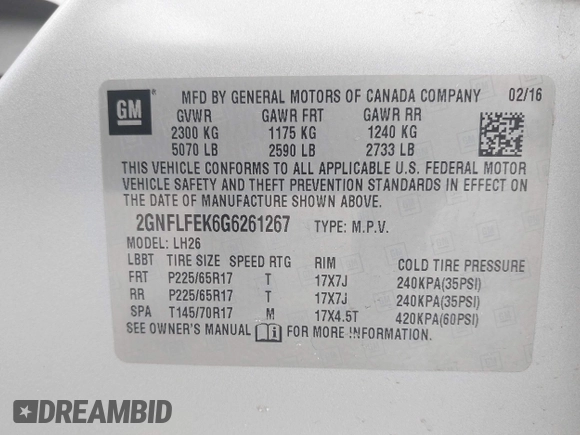 GM
MFD BY GENERAL MOTORS OF CANADA COMPANY 02/16
GVWR GAWR FRT GAWR RR
2300 KG 1175 KG 1240 KG
5070 LB 2590 LB 2733 LB
THIS VEHICLE CONFORMS TO ALL APPLICABLE U.S. FEDERAL MOTOR
VEHICLE SAFETY AND THEFT PREVENTION STANDARDS IN EFFECT ON
THE DATE OF MANUFACTURE SHOWN ABOVE.
2GNFLFEK6G6261267 TYPE: M.P.V.
MODEL: LH26
LBBT TIRE SIZE SPEED RTG RIM COLD TIRE PRESSURE
FRT P225/65R17 T 17X7J 240KPA(35PSI)
RR P225/65R17 T 17X7J 240KPA(35PSI)
SPA T145/70R17 M 17X4.5T 420KPA(60PSI)
SEE OWNER'S MANUAL FOR MORE INFORMATION.
DREAMBID